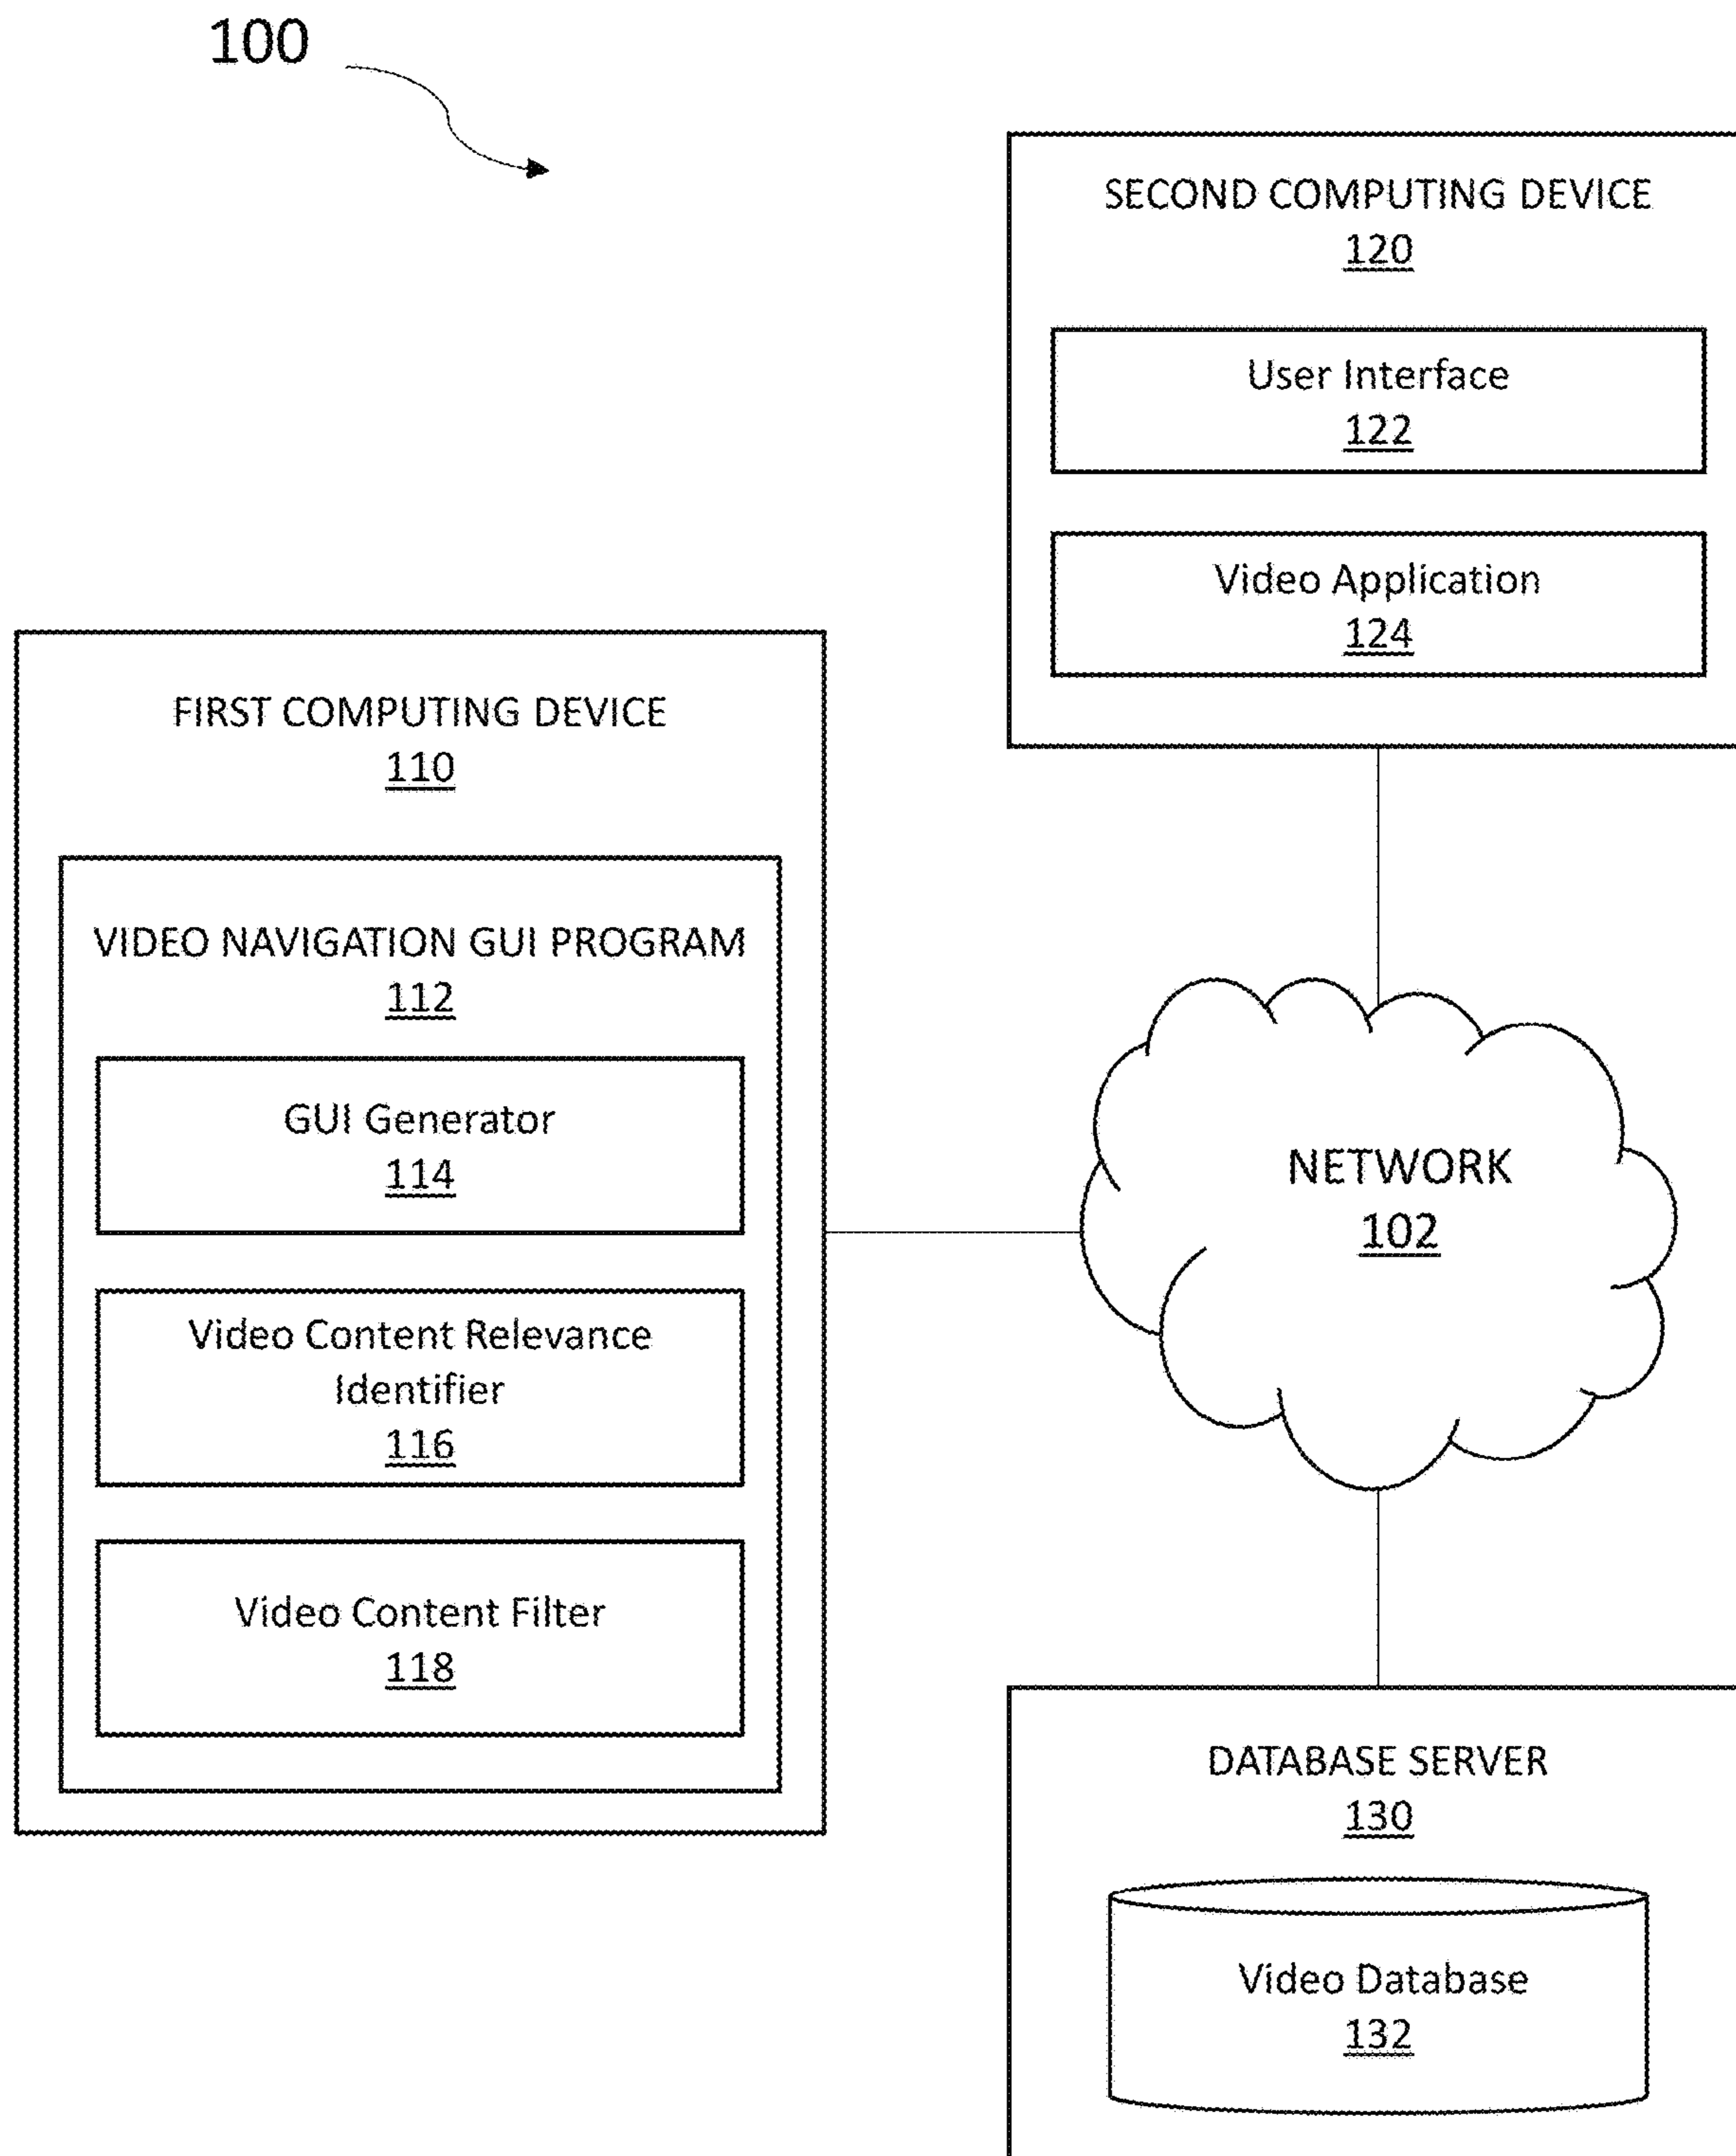 100
SECOND COMPUTING DEVICE
120
User Interface
122
Video Application
124
FIRST COMPUTING DEVICE
110
VIDEO NAVIGATION GUI PROGRAM
112
GUI Generator
114
Video Content Relevance
Identifier
116
Video Content Filter
118
NETWORK
102
DATABASE SERVER
130
Video Database
132